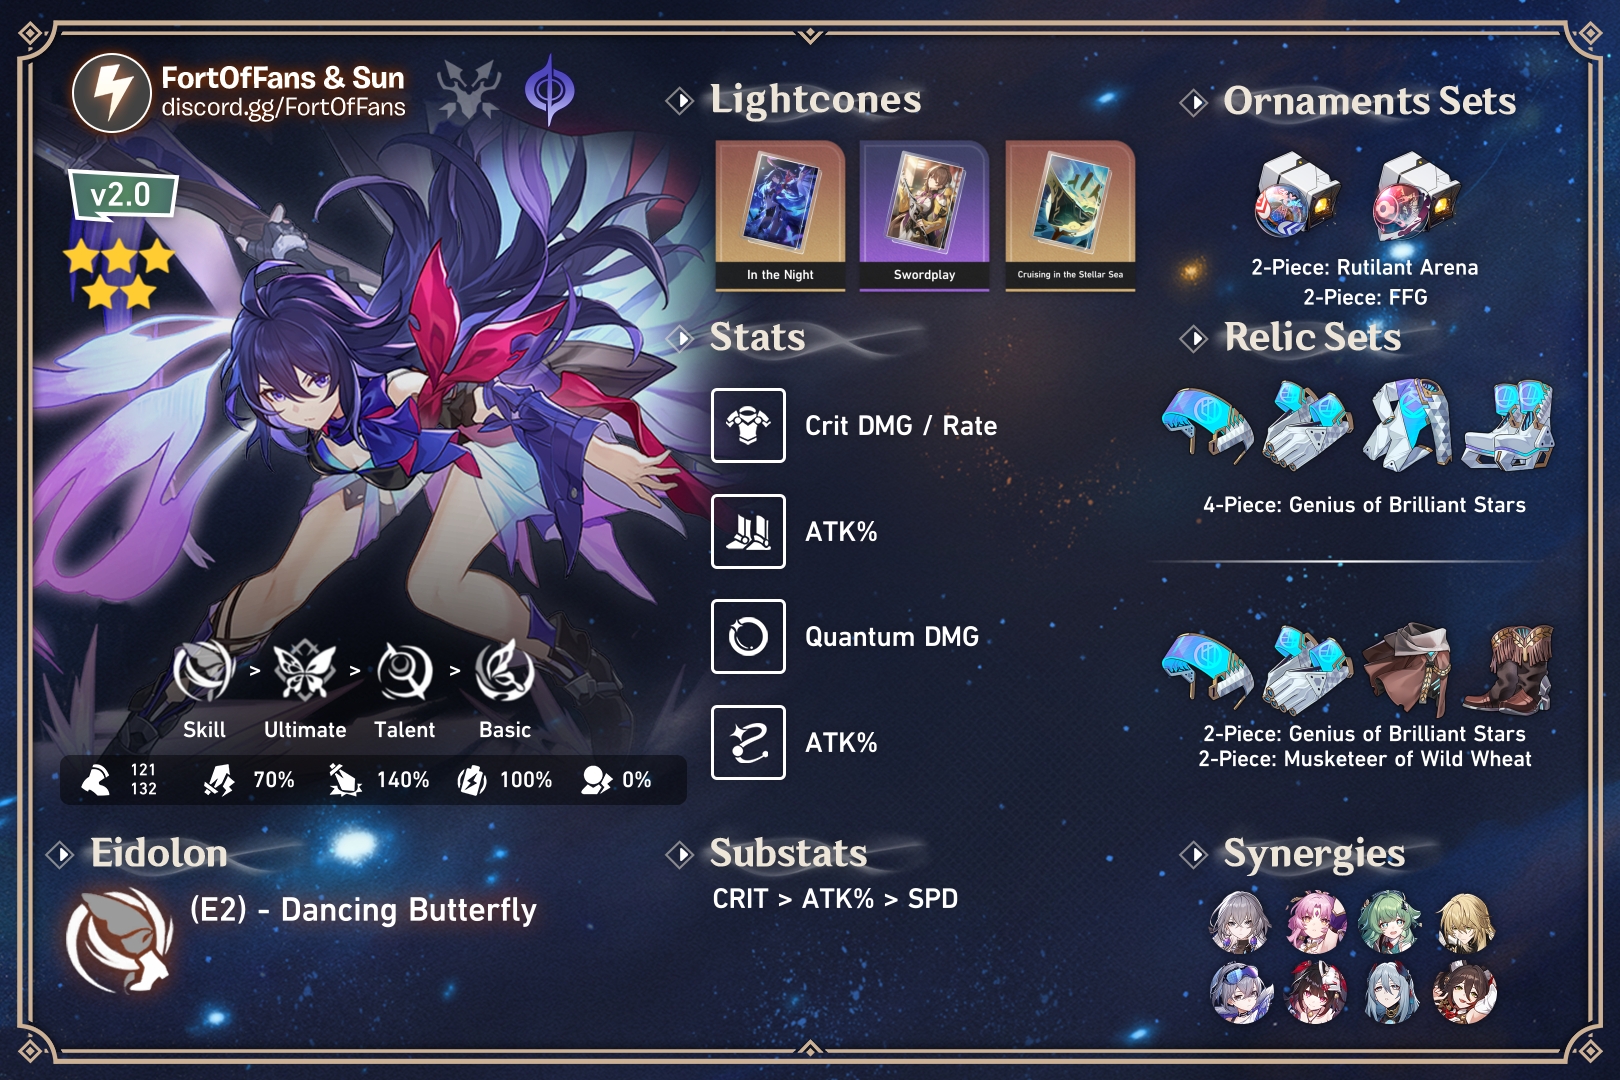 FortOfFans & Sun
discord.gg/FortOfFans
v2.0
Skill > Ultimate > Talent > Basic
121
132
70%
140%
100%
0%
Eidolon
(E2) - Dancing Butterfly
Lightcones
In the Night
Swordplay
Cruising in the Stellar Sea
Stats
Crit DMG / Rate
ATK%
Quantum DMG
ATK%
Substats
CRIT > ATK% > SPD
Ornaments Sets
2-Piece: Rutilant Arena
2-Piece: FFG
Relic Sets
4-Piece: Genius of Brilliant Stars
2-Piece: Genius of Brilliant Stars
2-Piece: Musketeer of Wild Wheat
Synergies